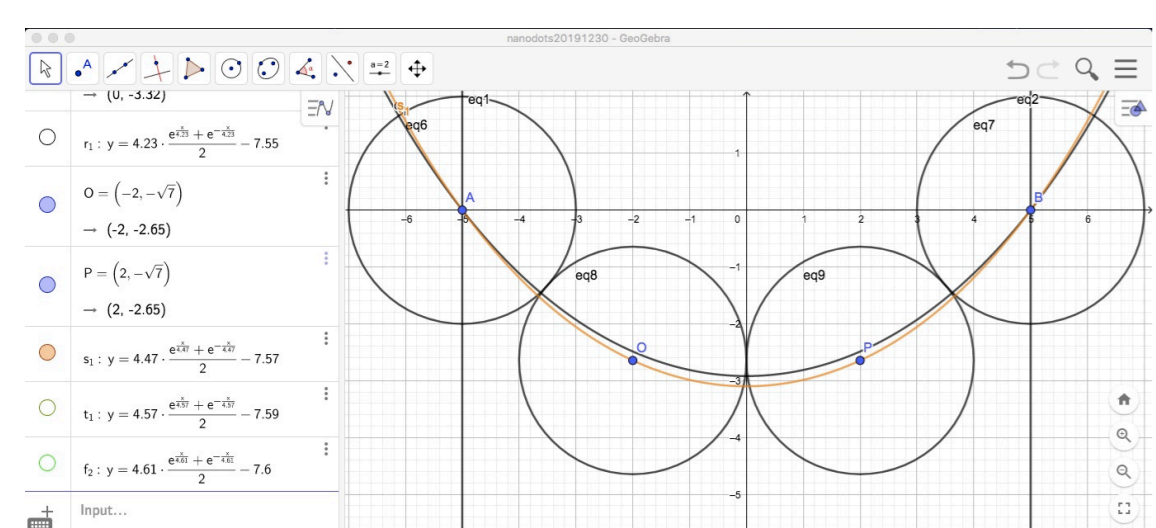 nanodots20191230 - GeoGebra
A
a=2
→ (0, -3.32)
r₁ : y = 4.23 · (e^(x/4.23) + e^(-x/4.23))/2 − 7.55
O = (−2, −√7)
→ (-2, -2.65)
P = (2, −√7)
→ (2, -2.65)
s₁ : y = 4.47 · (e^(x/4.47) + e^(-x/4.47))/2 − 7.57
t₁ : y = 4.57 · (e^(x/4.57) + e^(-x/4.57))/2 − 7.59
f₂ : y = 4.61 · (e^(x/4.61) + e^(-x/4.61))/2 − 7.6
Input...
eq1
eq2
eq6
eq7
1
A
B
−6 −5 −4 −3 −2 −1 0 1 2 3 4 5 6
−1
eq8
eq9
−2
O
P
−3
−4
−5